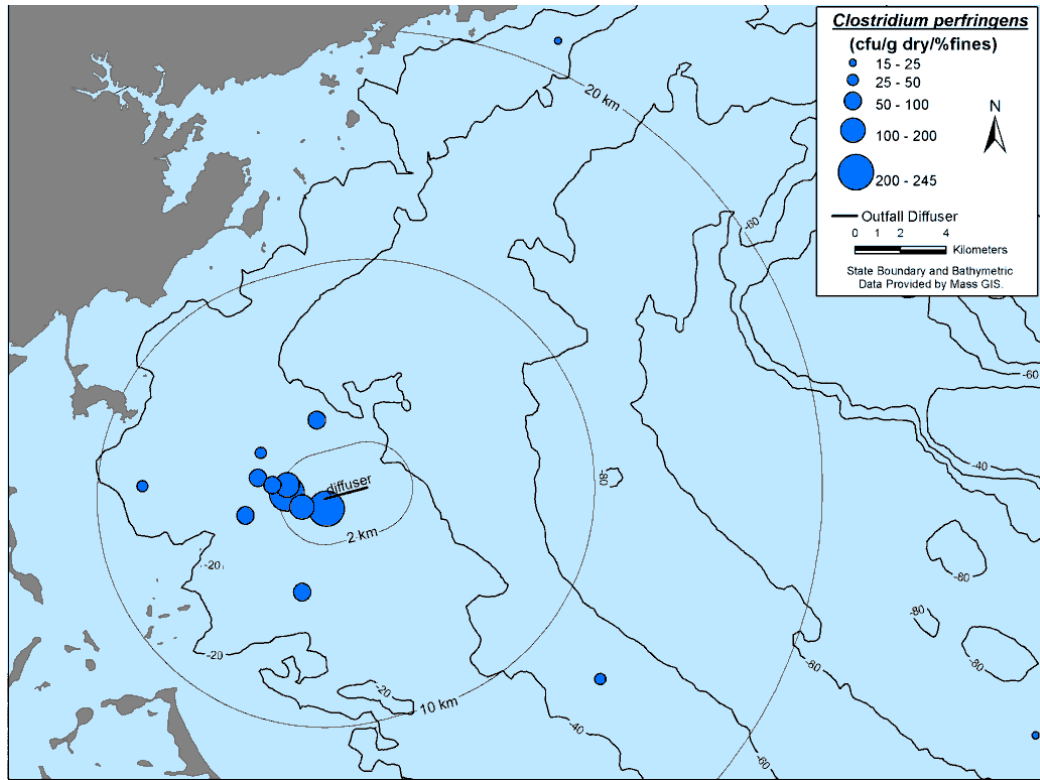 Clostridium perfringens
(cfu/g dry/%fines)
15 - 25
25 - 50
50 - 100
100 - 200
200 - 245
N
Outfall Diffuser
0 1 2 4
Kilometers
State Boundary and Bathymetric
Data Provided by Mass GIS.
20 km
-60
-60
-40
-80
diffuser
2 km
-20
-80
-80
-80
-20
-20
10 km
-40
-80
-60